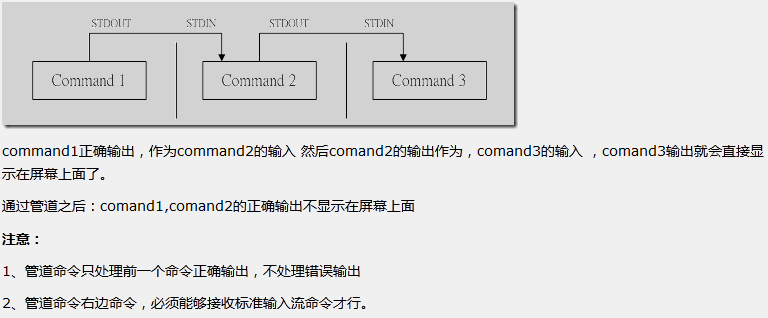 STDOUT STDIN STDOUT STDIN
Command 1 Command 2 Command 3
command1正确输出，作为command2的输入 然后comand2的输出作为，comand3的输入 ，comand3输出就会直接显
示在屏幕上面了。
通过管道之后：comand1,comand2的正确输出不显示在屏幕上面
注意：
1、管道命令只处理前一个命令正确输出，不处理错误输出
2、管道命令右边命令，必须能够接收标准输入流命令才行。